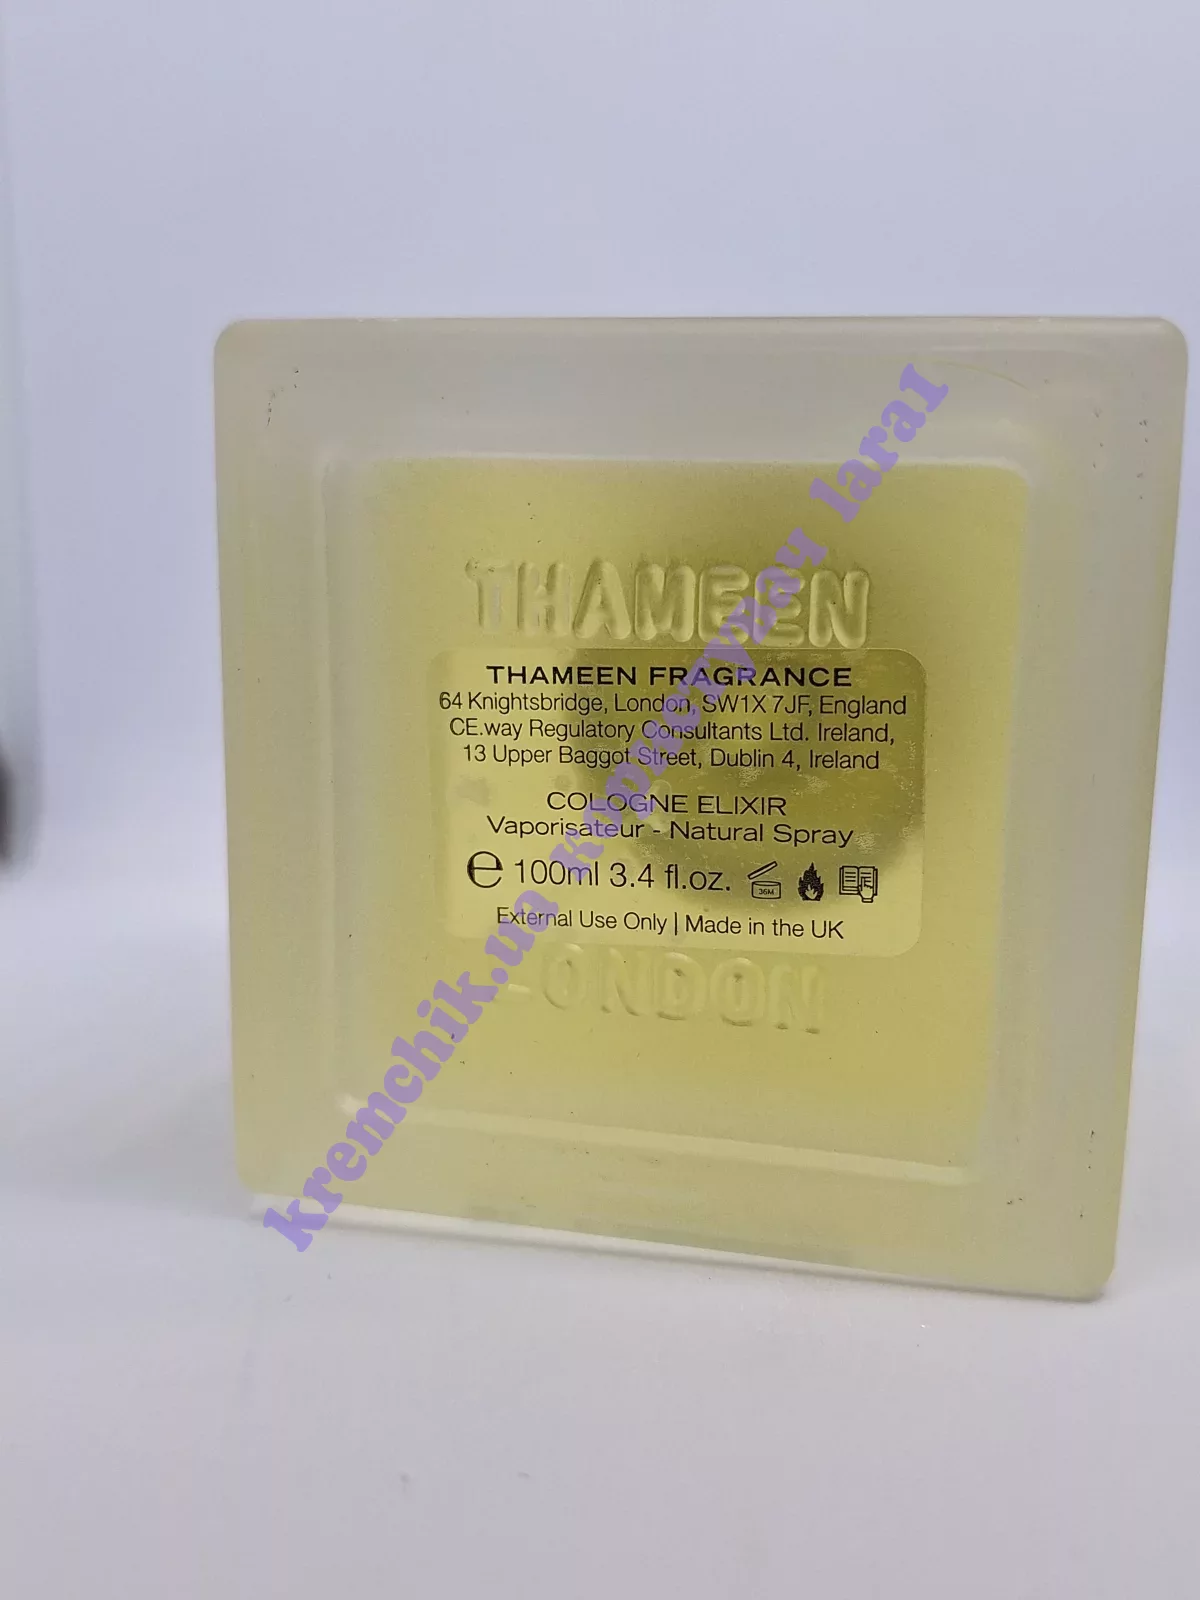 THAMEEN
THAMEEN FRAGRANCE
64 Knightsbridge, London, SW1X 7JF, England
CE.way Regulatory Consultants Ltd. Ireland,
13 Upper Baggot Street, Dublin 4, Ireland
COLOGNE ELIXIR
Vaporisateur - Natural Spray
e 100ml 3.4 fl.oz.
36M
External Use Only | Made in the UK
LONDON
kremchik.ua користувач lara1